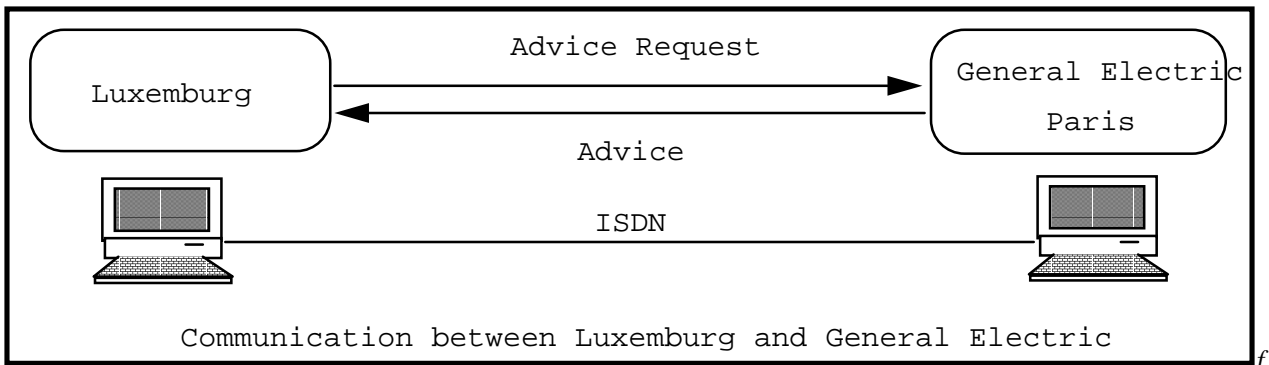 Advice Request
Luxemburg
General Electric
Paris
Advice
ISDN
Communication between Luxemburg and General Electric
f